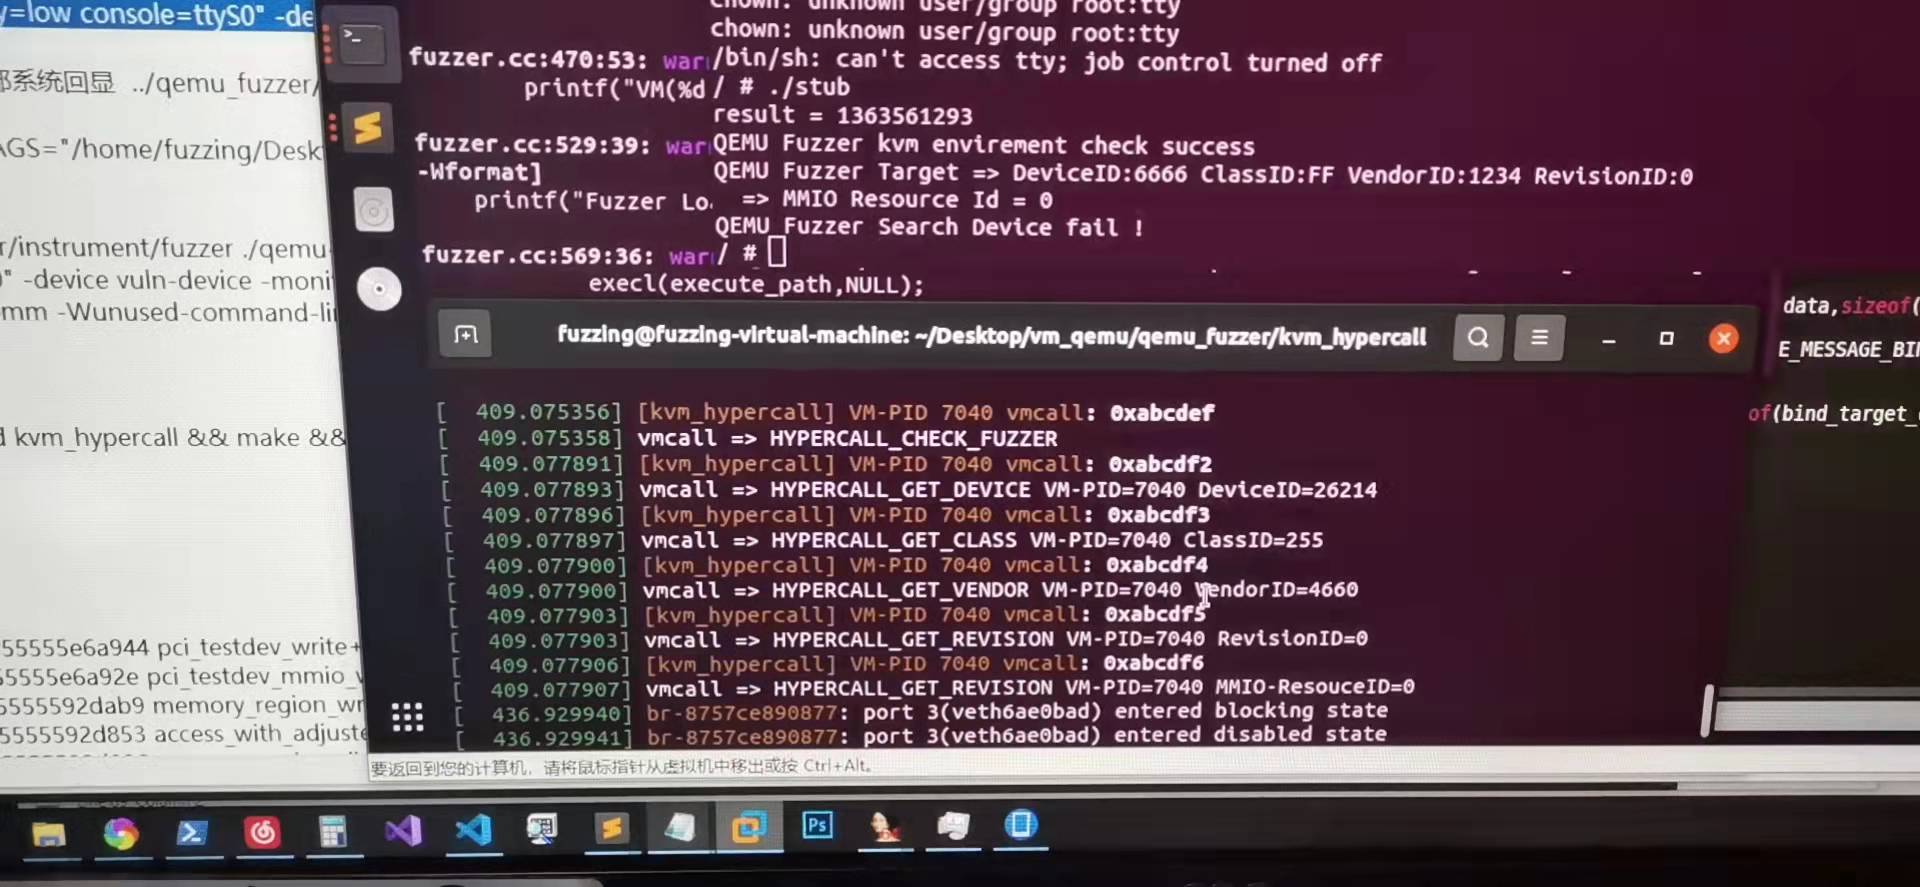 y=low console=ttyS0" -de
部系统回显 ../qemu_fuzzer/
AGS="/home/fuzzing/Desk
r/instrument/fuzzer ./qemu
" -device vuln-device -moni
mm -Wunused-command-li
d kvm_hypercall && make &&
55555e6a944 pci_testdev_write+
5555e6a92e pci_testdev_mmio_
5555592dab9 memory_region_wr
5555592d853 access_with_adjuste
chown: unknown user/group root:tty
chown: unknown user/group root:tty
fuzzer.cc:470:53: war
/bin/sh: can't access tty; job control turned off
printf("VM(%d
/ # ./stub
result = 1363561293
fuzzer.cc:529:39: war
QEMU Fuzzer kvm envirement check success
-Wformat]
QEMU Fuzzer Target => DeviceID:6666 ClassID:FF VendorID:1234 RevisionID:0
printf("Fuzzer Lo
=> MMIO Resource Id = 0
QEMU Fuzzer Search Device fail !
fuzzer.cc:569:36: war
/ #
execl(execute_path,NULL);
data,sizeof(
E_MESSAGE_BI
of(bind_target_
fuzzing@fuzzing-virtual-machine: ~/Desktop/vm_qemu/qemu_fuzzer/kvm_hypercall
[ 409.075356] [kvm_hypercall] VM-PID 7040 vmcall: 0xabcdef
[ 409.075358] vmcall => HYPERCALL_CHECK_FUZZER
[ 409.077891] [kvm_hypercall] VM-PID 7040 vmcall: 0xabcdf2
[ 409.077893] vmcall => HYPERCALL_GET_DEVICE VM-PID=7040 DeviceID=26214
[ 409.077896] [kvm_hypercall] VM-PID 7040 vmcall: 0xabcdf3
[ 409.077897] vmcall => HYPERCALL_GET_CLASS VM-PID=7040 ClassID=255
[ 409.077900] [kvm_hypercall] VM-PID 7040 vmcall: 0xabcdf4
[ 409.077900] vmcall => HYPERCALL_GET_VENDOR VM-PID=7040 VendorID=4660
[ 409.077903] [kvm_hypercall] VM-PID 7040 vmcall: 0xabcdf5
[ 409.077903] vmcall => HYPERCALL_GET_REVISION VM-PID=7040 RevisionID=0
[ 409.077906] [kvm_hypercall] VM-PID 7040 vmcall: 0xabcdf6
[ 409.077907] vmcall => HYPERCALL_GET_REVISION VM-PID=7040 MMIO-ResouceID=0
[ 436.929940] br-8757ce890877: port 3(veth6ae0bad) entered blocking state
[ 436.929941] br-8757ce890877: port 3(veth6ae0bad) entered disabled state
要返回到您的计算机，请将鼠标指针从虚拟机中移出或按 Ctrl+Alt。
Ps